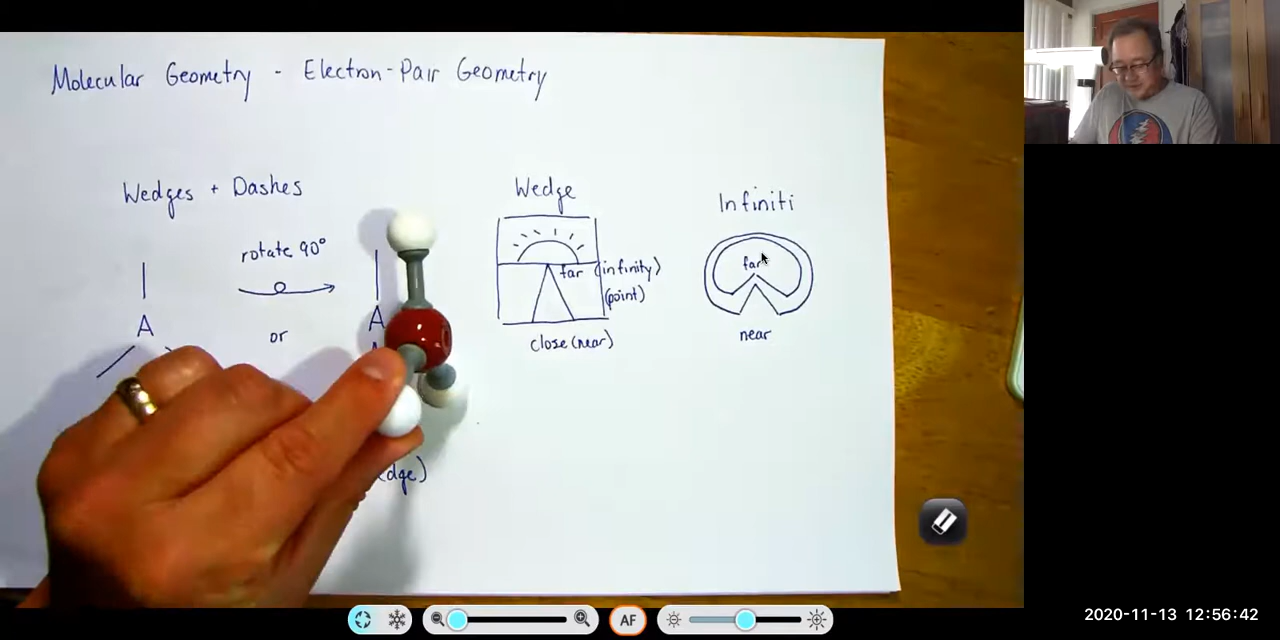 Molecular Geometry - Electron-Pair Geometry
Wedges + Dashes
rotate 90°
or
A
A
dge)
Wedge
far (infinity)
(point)
close (near)
Infiniti
far
near
AF
2020-11-13 12:56:42